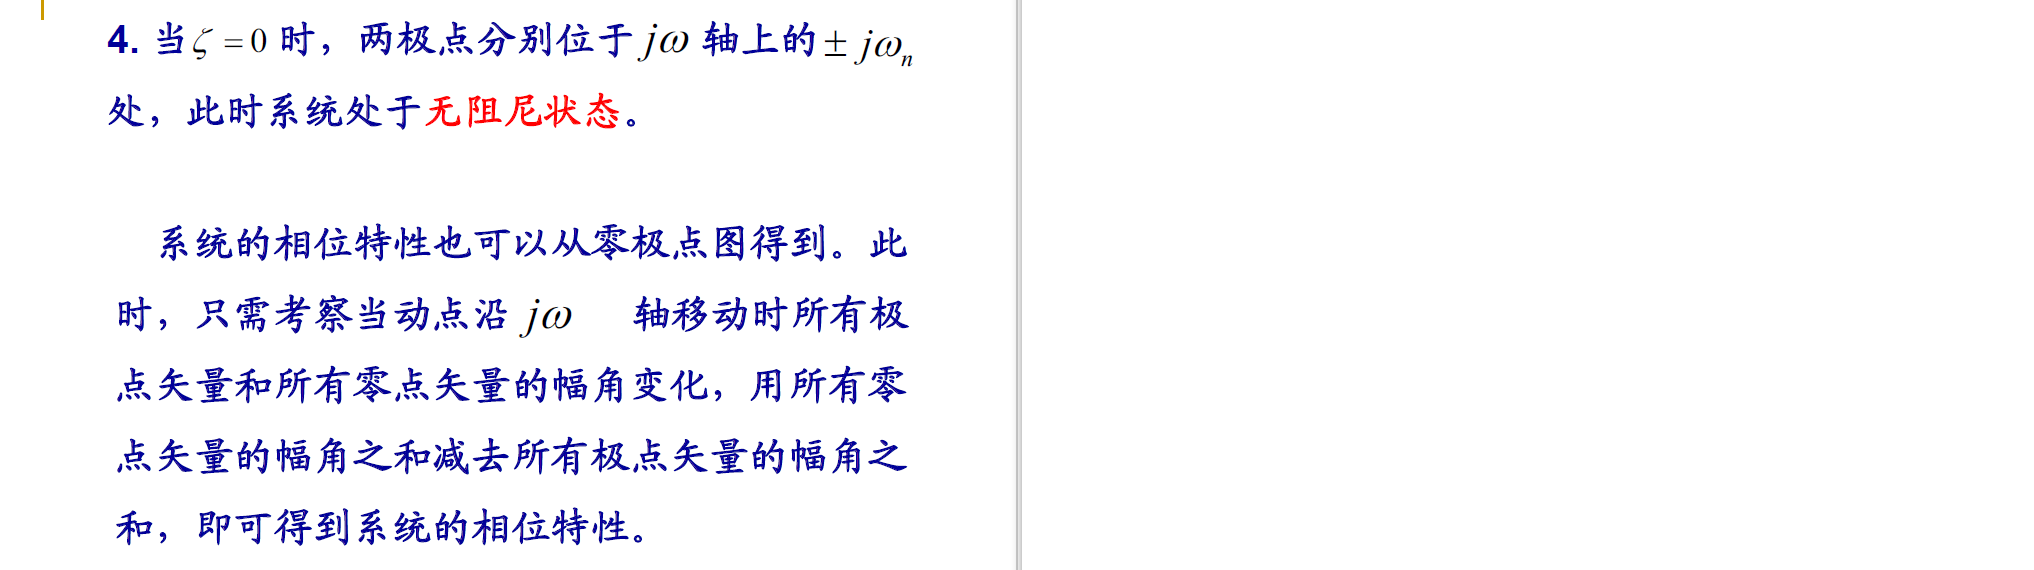 4. 当 ζ = 0 时，两极点分别位于 jω 轴上的 ± jωₙ
处，此时系统处于无阻尼状态。
系统的相位特性也可以从零极点图得到。此
时，只需考察当动点沿 jω 轴移动时所有极
点矢量和所有零点矢量的幅角变化，用所有零
点矢量的幅角之和减去所有极点矢量的幅角之
和，即可得到系统的相位特性。